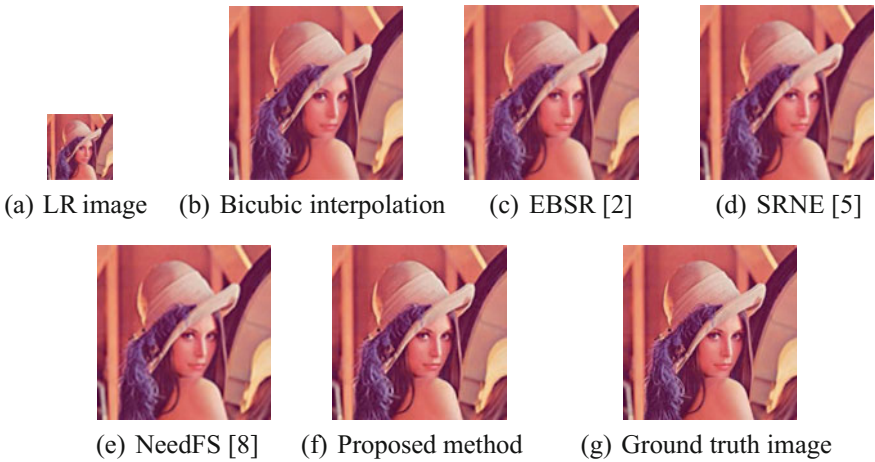 (a) LR image (b) Bicubic interpolation (c) EBSR [2] (d) SRNE [5]
(e) NeedFS [8] (f) Proposed method (g) Ground truth image